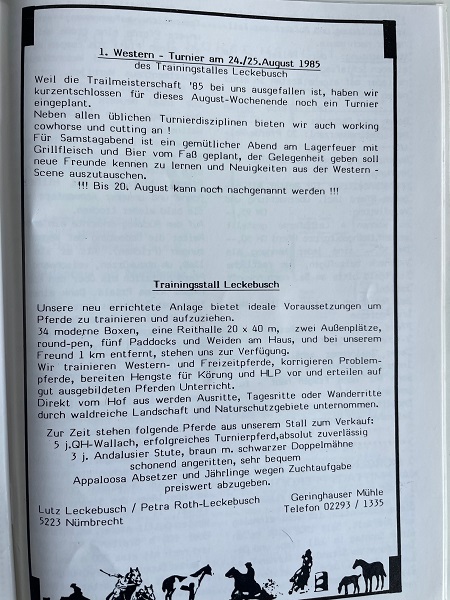 1. Western - Turnier am 24./25.August 1985
des Trainingstalles Leckebusch
Weil die Trailmeisterschaft '85 bei uns ausgefallen ist, haben wir
kurzentschlossen für dieses August-Wochenende noch ein Turnier
eingeplant.
Neben allen üblichen Turnierdisziplinen bieten wir auch working
cowhorse und cutting an !
Für Samstagabend ist ein gemütlicher Abend am Lagerfeuer mit
Grillfleisch und Bier vom Faß geplant, der Gelegenheit geben soll
neue Freunde kennen zu lernen und Neuigkeiten aus der Western -
Scene auszutauschen.
!!! Bis 20. August kann noch nachgenannt werden !!!
Trainingsstall Leckebusch
Unsere neu errichtete Anlage bietet ideale Voraussetzungen um
Pferde zu trainieren und aufzuziehen.
34 moderne Boxen, eine Reithalle 20 x 40 m, zwei Außenplätze,
round-pen, fünf Paddocks und Weiden am Haus, und bei unserem
Freund 1 km entfernt, stehen uns zur Verfügung.
Wir trainieren Western- und Freizeitpferde, korrigieren Problem-
pferde, bereiten Hengste für Körung und HLP vor und erteilen auf
gut ausgebildeten Pferden Unterricht.
Direkt vom Hof aus werden Ausritte, Tagesritte oder Wanderritte
durch waldreiche Landschaft und Naturschutzgebiete unternommen.
Zur Zeit stehen folgende Pferde aus unserem Stall zum Verkauf:
5 j.QH-Wallach, erfolgreiches Turnierpferd,absolut zuverlässig
3 j. Andalusier Stute, braun m. schwarzer Doppelmähne
schonend angeritten, sehr bequem
Appaloosa Absetzer und Jährlinge wegen Zuchtaufgabe
preiswert abzugeben.
Lutz Leckebusch / Petra Roth-Leckebusch Geringhauser Mühle
5223 Nümbrecht Telefon 02293 / 1335